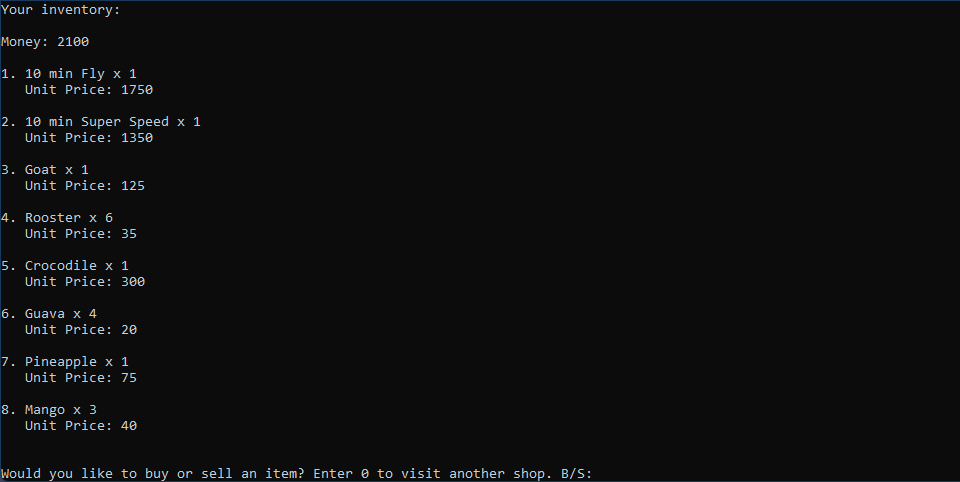 Your inventory:
Money: 2100
1. 10 min Fly x 1
Unit Price: 1750
2. 10 min Super Speed x 1
Unit Price: 1350
3. Goat x 1
Unit Price: 125
4. Rooster x 6
Unit Price: 35
5. Crocodile x 1
Unit Price: 300
6. Guava x 4
Unit Price: 20
7. Pineapple x 1
Unit Price: 75
8. Mango x 3
Unit Price: 40
Would you like to buy or sell an item? Enter 0 to visit another shop. B/S: